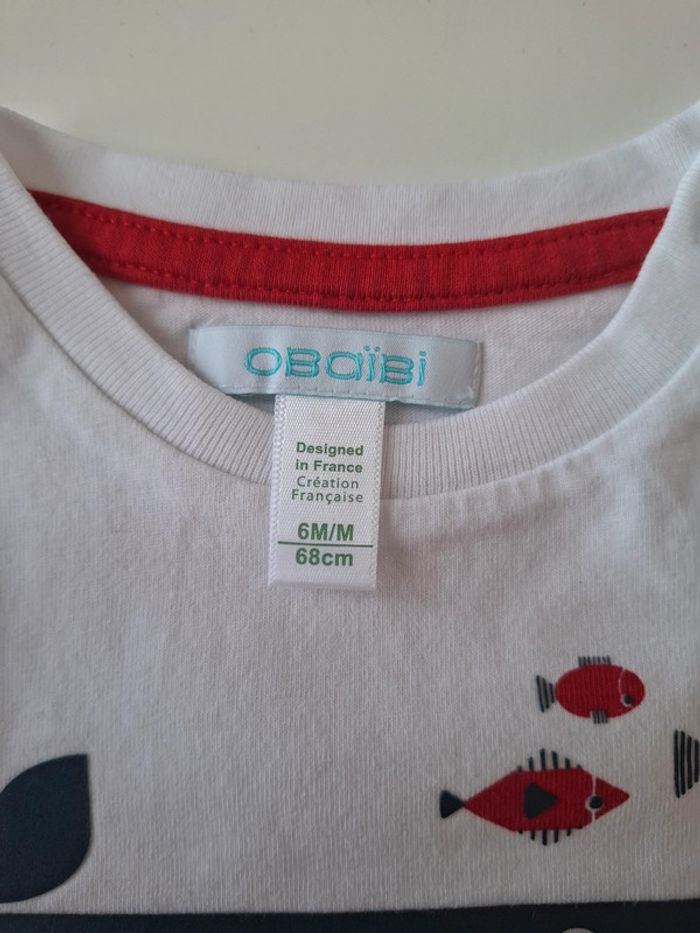 OBaïBi
Designed
in France
Création
Française
6M/M
68cm